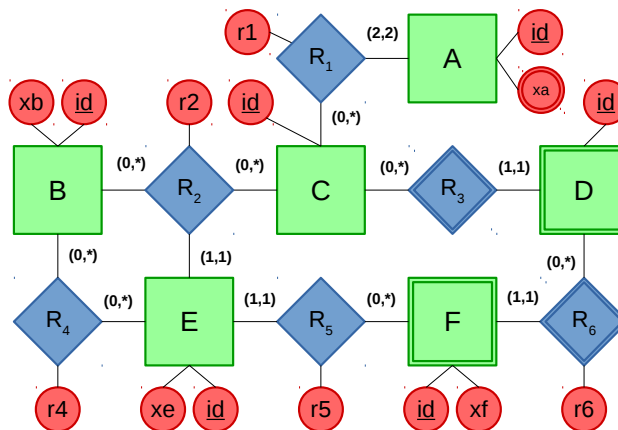 r1
R1
(2,2)
A
id
xa
xb
id
r2
id
(0,*)
id
B
(0,*)
R2
(0,*)
C
(0,*)
R3
(1,1)
D
(0,*)
(1,1)
(0,*)
R4
(0,*)
E
(1,1)
R5
(0,*)
F
(1,1)
R6
r4
xe
id
r5
id
xf
r6